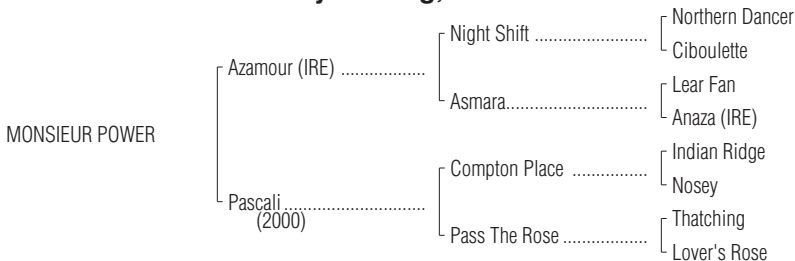 Northern Dancer
Night Shift ........................
Ciboulette
Azamour (IRE) ..................
Lear Fan
Asmara..............................
Anaza (IRE)
MONSIEUR POWER
Indian Ridge
Compton Place ................
Nosey
Pascali ..............................
(2000)
Thatching
Pass The Rose ..................
Lover's Rose